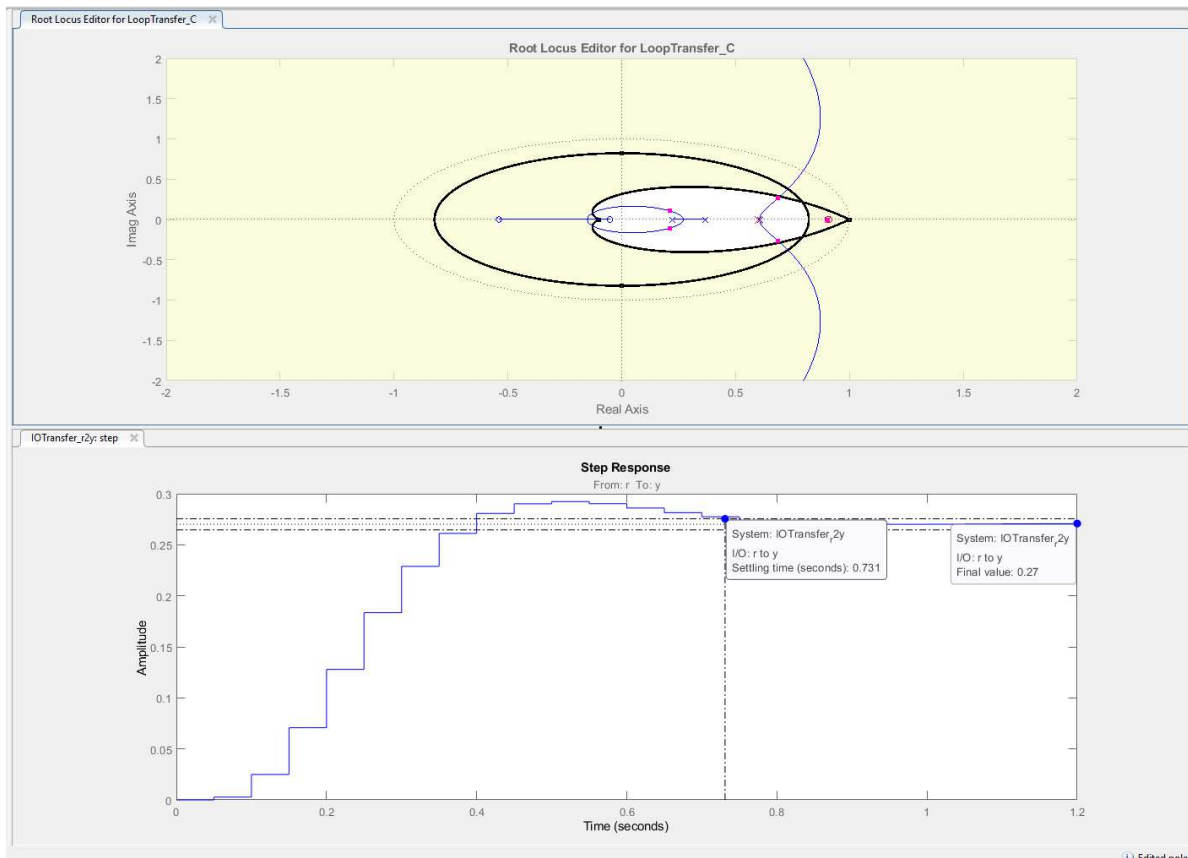 Root Locus Editor for LoopTransfer_C
Root Locus Editor for LoopTransfer_C
2
1.5
1
0.5
0
-0.5
-1
-1.5
-2
Imag Axis
-2
-1.5
-1
-0.5
0
0.5
1
1.5
2
Real Axis
IOTransfer_r2y: step
Step Response
From: r To: y
0.3
0.25
0.2
0.15
0.1
0.05
0
Amplitude
System: IOTransfer_r2y
I/O: r to y
Settling time (seconds): 0.731
System: IOTransfer_r2y
I/O: r to y
Final value: 0.27
0
0.2
0.4
0.6
0.8
1
1.2
Time (seconds)